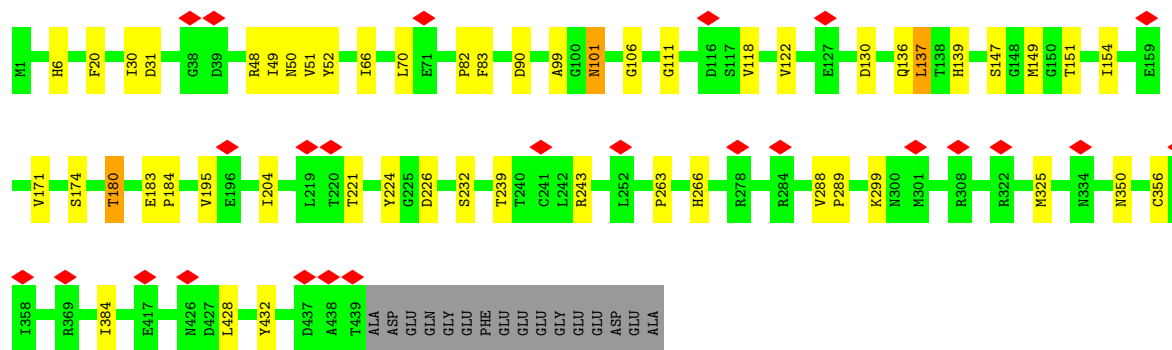 M1 H6 F20 I30 D31 G38 D39 R48 I49 N50 V51 Y52 I66 L70 E71 P82 F83 D90 A99 G100 N101 G106 G111 D116 S117 V118 V122 E127 D130 Q136 L137 T138 H139 S147 G148 M149 G150 T151 I154 E159
V171 S174 T180 E183 P184 V195 E196 I204 L219 T220 T221 Y224 G225 D226 S232 T239 T240 C241 L242 R243 L252 P263 H266 R278 R284 V288 P289 K299 N300 M301 R308 R322 M325 N334 N350 C356
I358 R369 I384 E417 N426 D427 L428 Y432 D437 A438 T439 ALA ASP GLU GLN GLY GLU PHE GLU GLU GLU GLY GLU GLU ASP GLU ALA